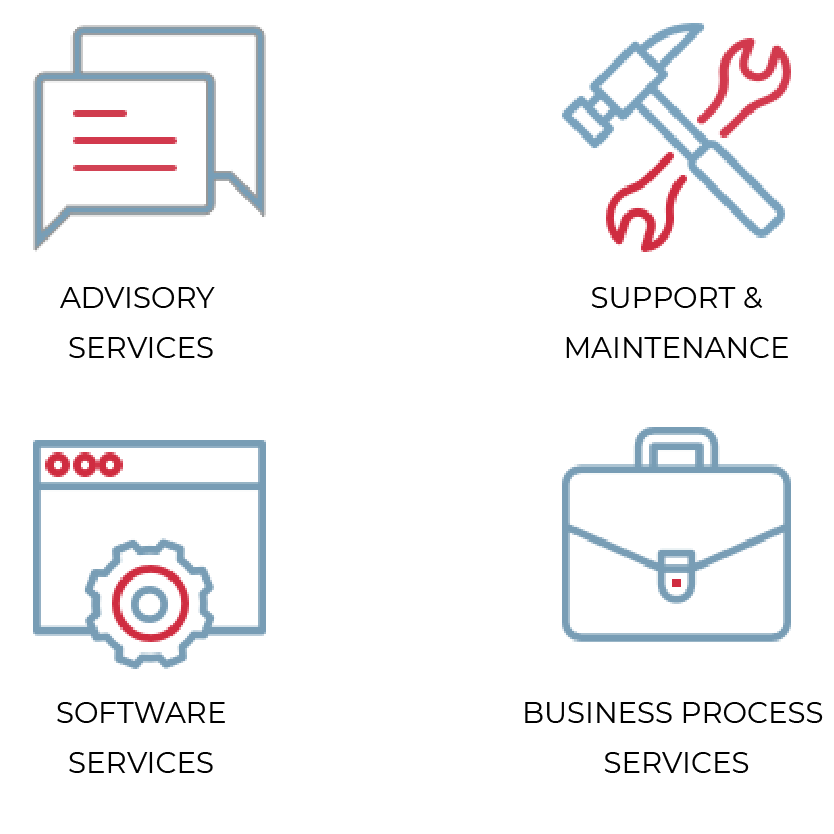 ADVISORY
SERVICES
SUPPORT &
MAINTENANCE
SOFTWARE
SERVICES
BUSINESS PROCESS
SERVICES